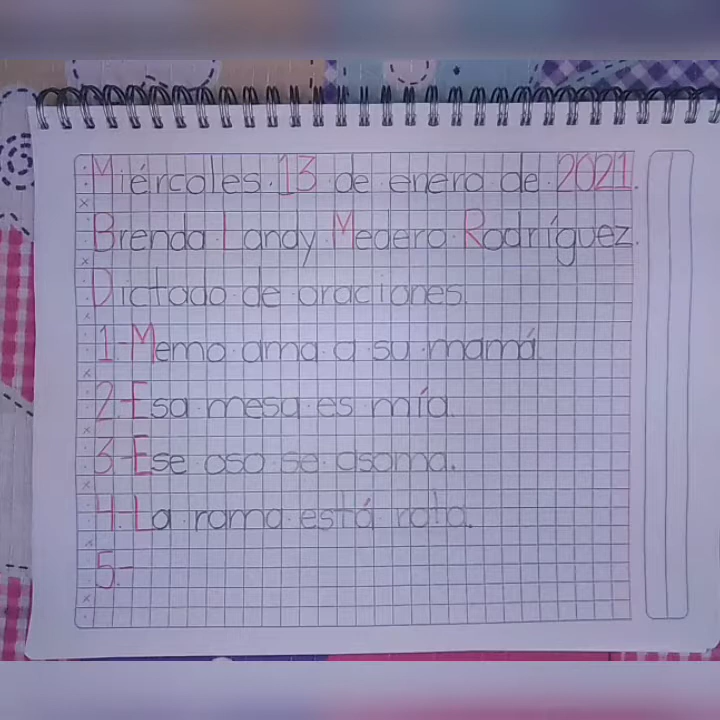 Miércoles.13 de enero de 2021.
Brenda Landy Medero Rodríguez.
Dictado de oraciones.
1-Memo ama a su mamá
2-Esa mesa es mía.
3-Ese oso se asoma.
4.-La rama está rota.
5.-